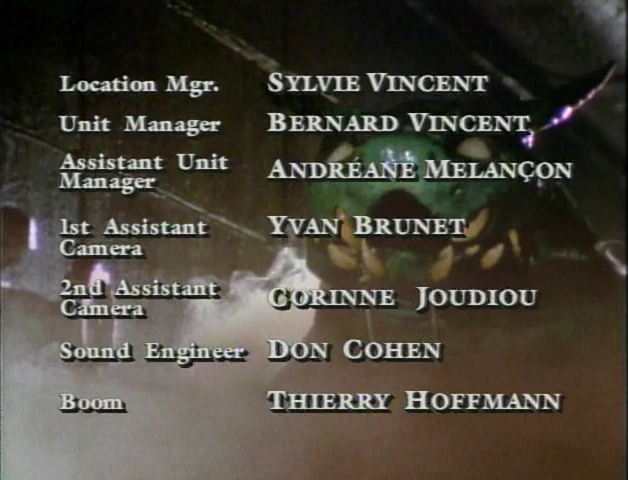 Location Mgr. SYLVIE VINCENT
Unit Manager BERNARD VINCENT
Assistant Unit
Manager ANDRÉANE MELANÇON
1st Assistant
Camera YVAN BRUNET
2nd Assistant
Camera CORINNE JOUDIOU
Sound Engineer DON COHEN
Boom THIERRY HOFFMANN